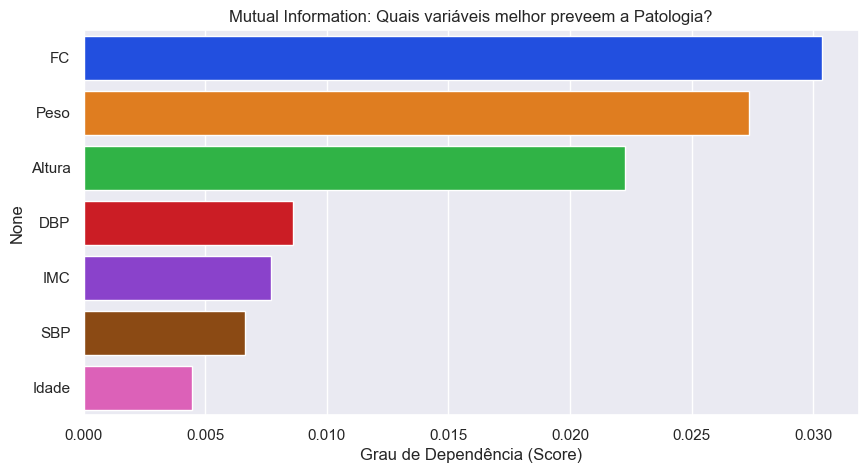 Mutual Information: Quais variáveis melhor preveem a Patologia?
FC
Peso
Altura
DBP
IMC
SBP
Idade
None
0.000 0.005 0.010 0.015 0.020 0.025 0.030
Grau de Dependência (Score)